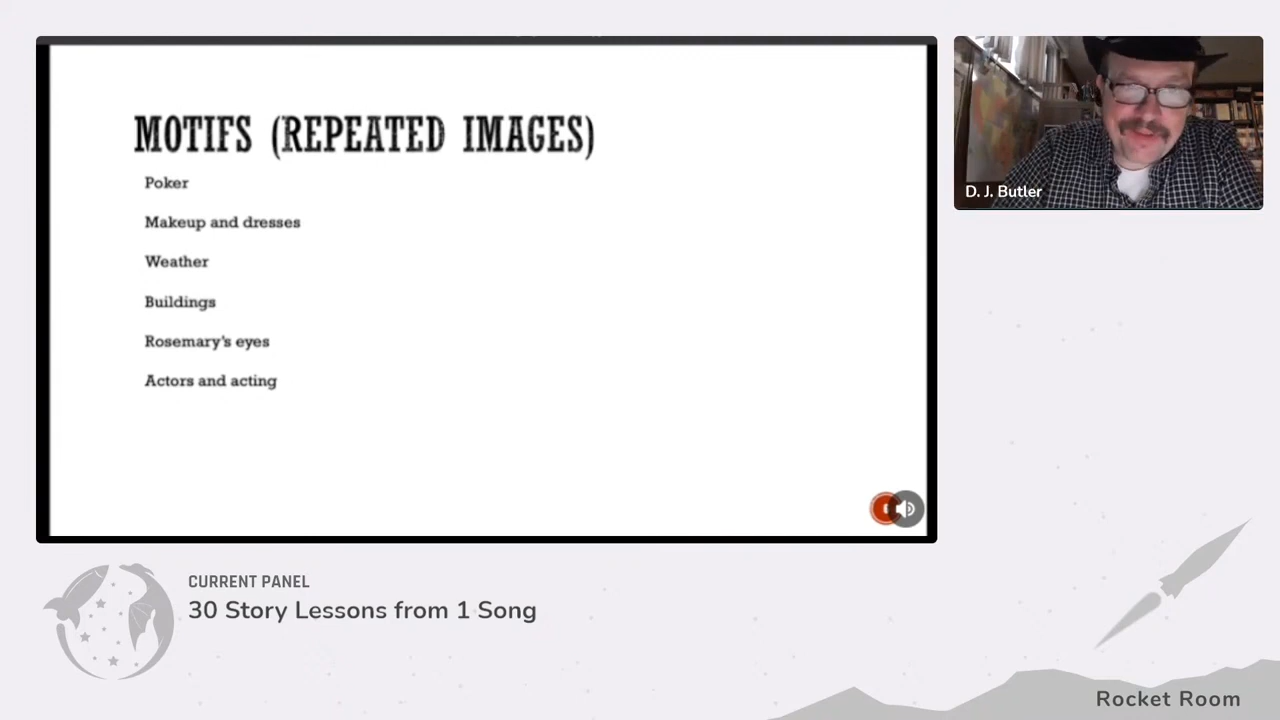 MOTIFS (REPEATED IMAGES)
Poker
Makeup and dresses
Weather
Buildings
Rosemary's eyes
Actors and acting
D. J. Butler
CURRENT PANEL
30 Story Lessons from 1 Song
Rocket Room